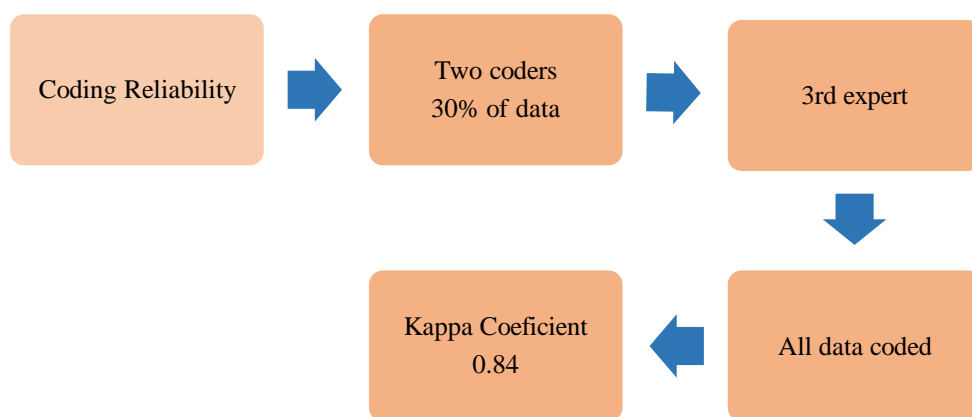 Coding Reliability
Two coders
30% of data
3rd expert
All data coded
Kappa Coeficient
0.84